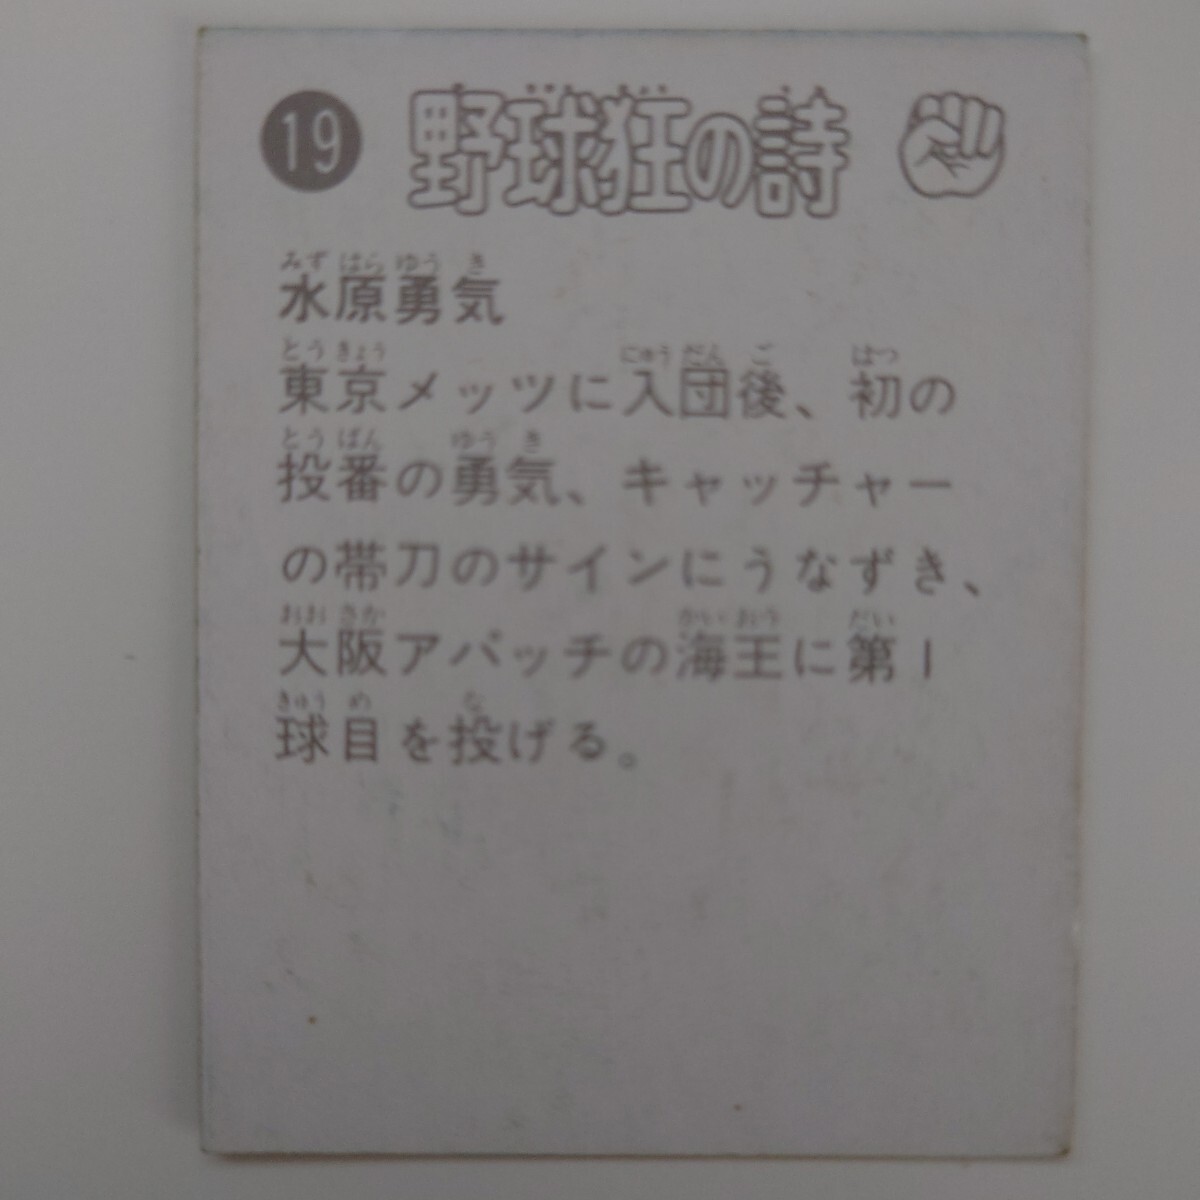 19 野球狂の詩
水原勇気
東京メッツに入団後、初の
投番の勇気、キャッチャー
の帯刀のサインにうなずき、
大阪アパッチの海王に第1
球目を投げる。